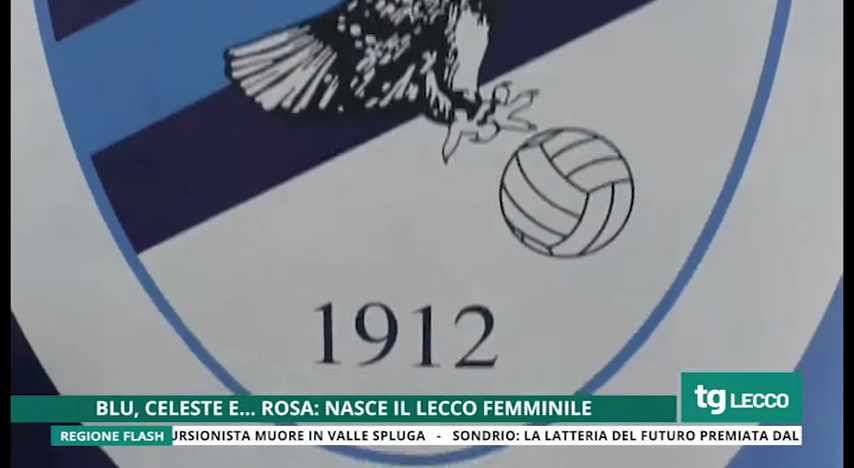 1912
BLU, CELESTE E... ROSA: NASCE IL LECCO FEMMINILE
tg LECCO
REGIONE FLASH URSIONISTA MUORE IN VALLE SPLUGA - SONDRIO: LA LATTERIA DEL FUTURO PREMIATA DAL